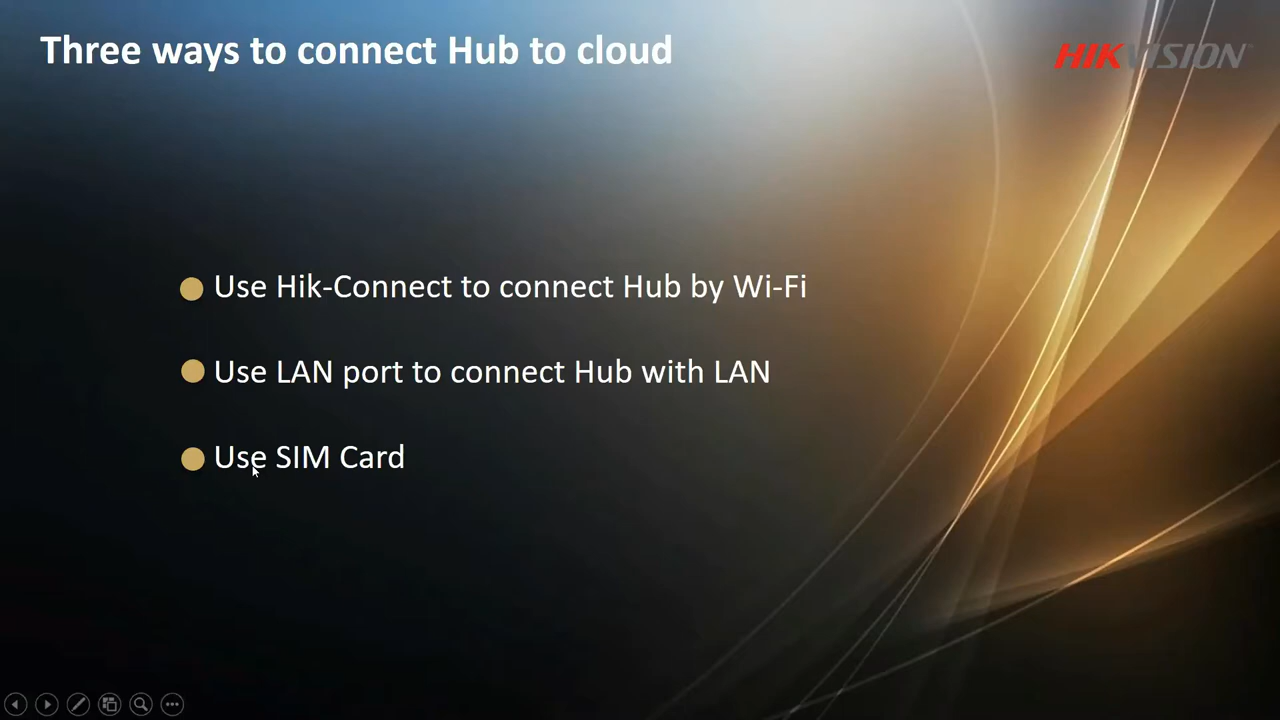 Three ways to connect Hub to cloud
HIKVISION
Use Hik-Connect to connect Hub by Wi-Fi
Use LAN port to connect Hub with LAN
Use SIM Card